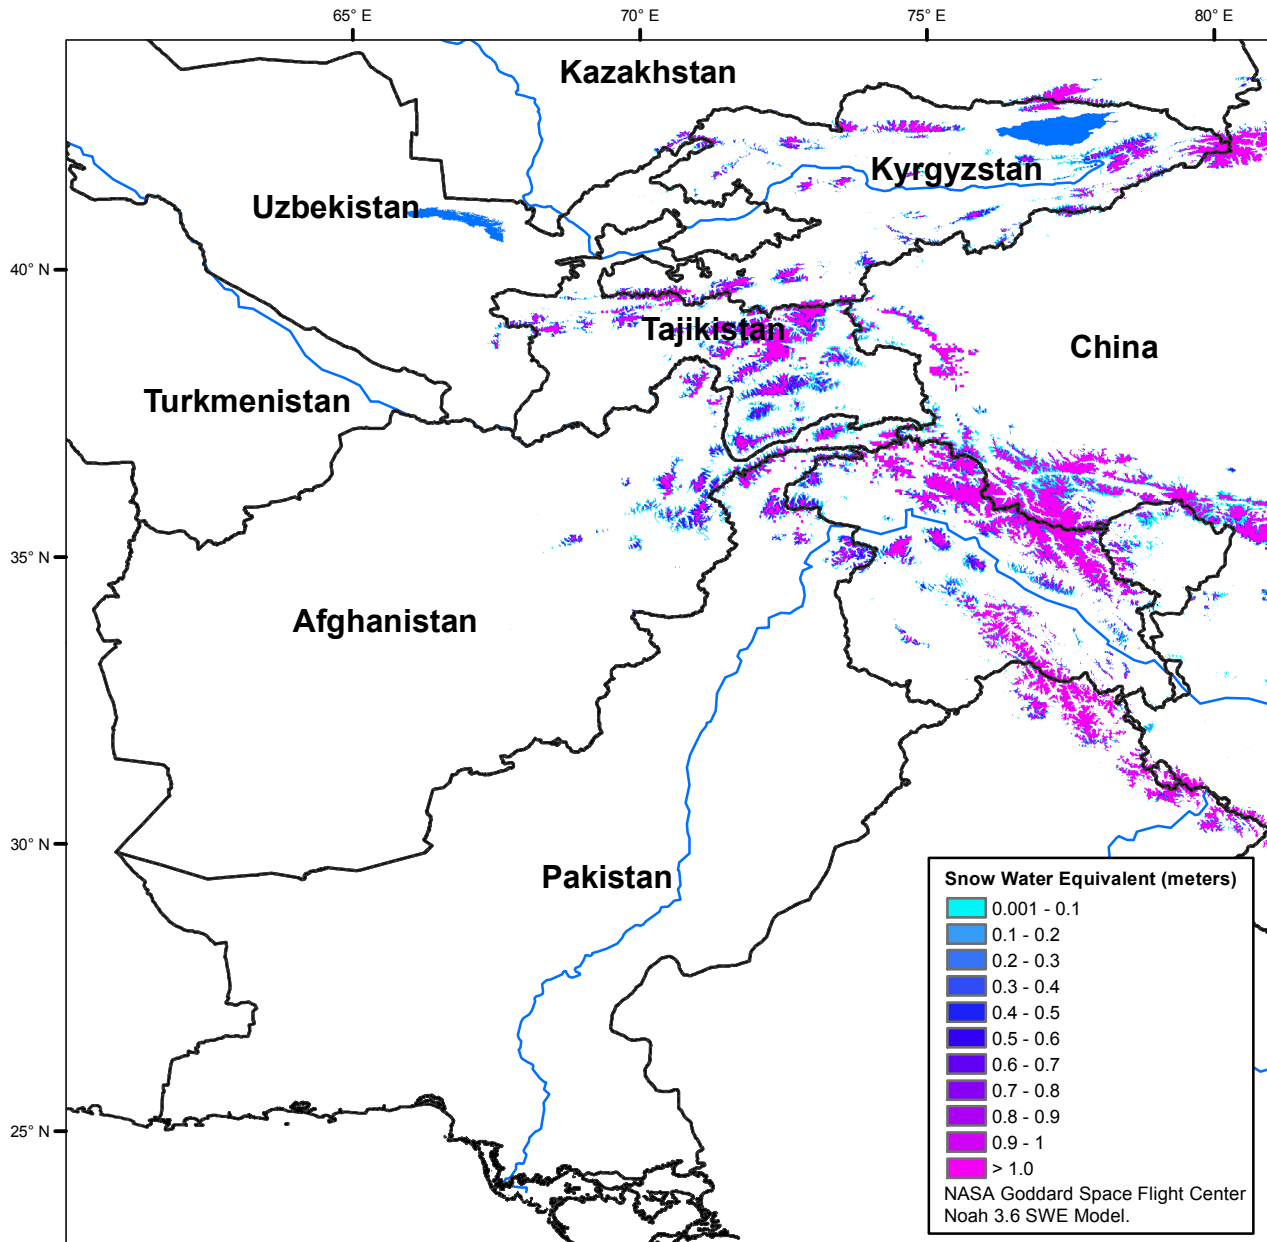 65° E
70° E
75° E
80° E
Kazakhstan
Kyrgyzstan
Uzbekistan
40° N
Tajikistan
China
Turkmenistan
35° N
Afghanistan
30° N
Pakistan
25° N
Snow Water Equivalent (meters)
0.001 - 0.1
0.1 - 0.2
0.2 - 0.3
0.3 - 0.4
0.4 - 0.5
0.5 - 0.6
0.6 - 0.7
0.7 - 0.8
0.8 - 0.9
0.9 - 1
> 1.0
NASA Goddard Space Flight Center
Noah 3.6 SWE Model.